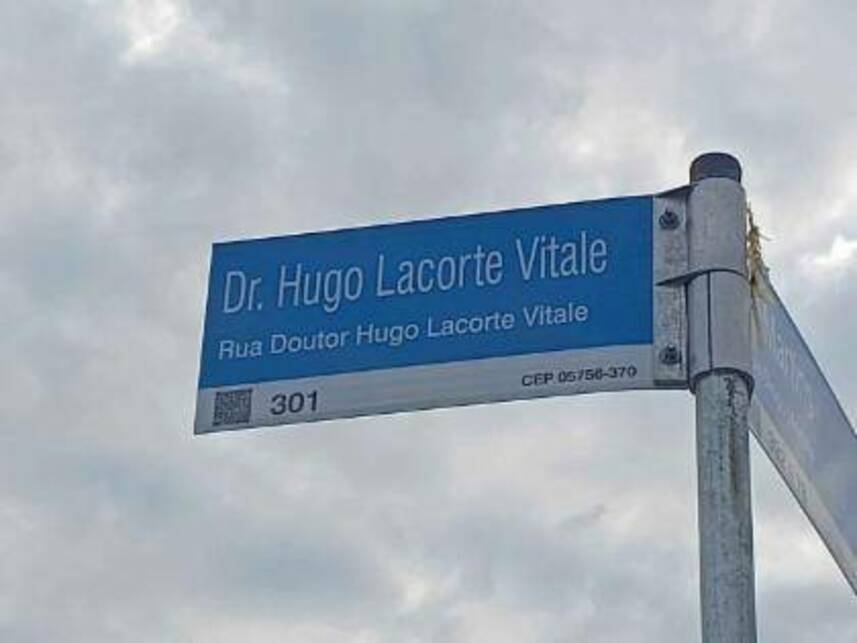 Dr. Hugo Lacorte Vitale
Rua Doutor Hugo Lacorte Vitale
301
CEP 05756-370